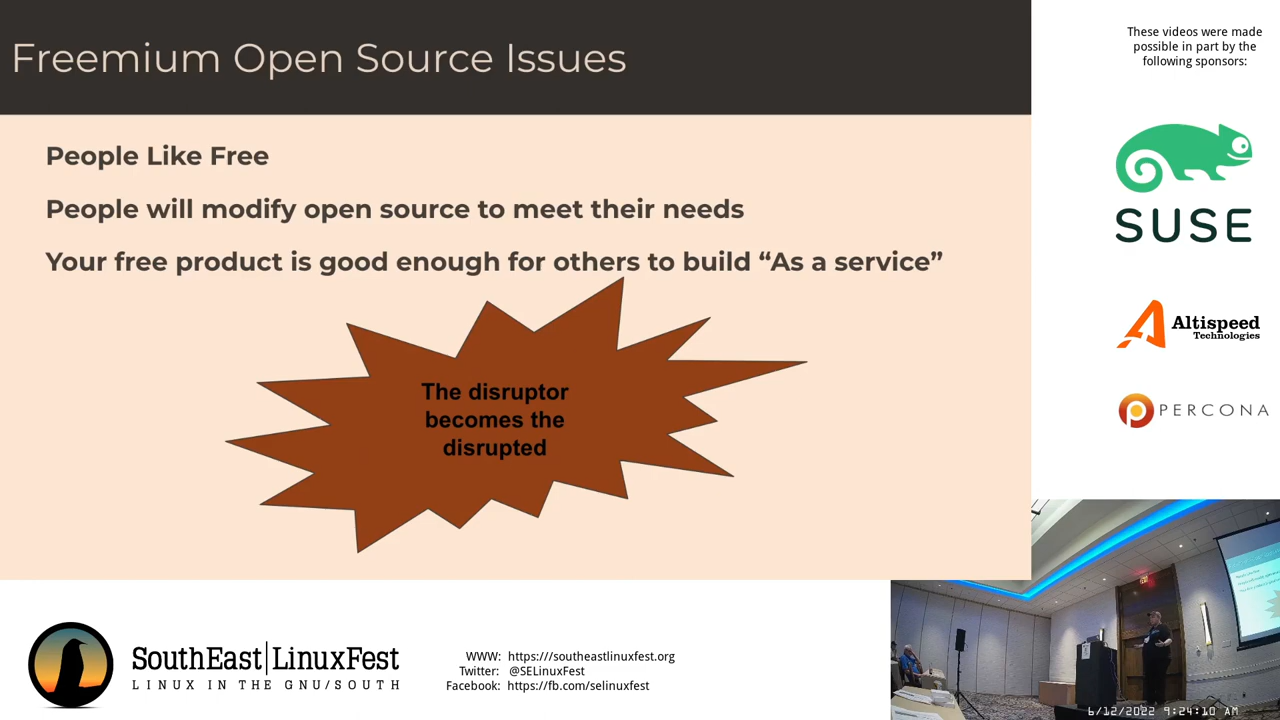 Freemium Open Source Issues
People Like Free
People will modify open source to meet their needs
Your free product is good enough for others to build “As a service”
The disruptor
becomes the
disrupted
These videos were made
possible in part by the
following sponsors:
SUSE
Altispeed
Technologies
PERCONA
SouthEast|LinuxFest
LINUX IN THE GNU/SOUTH
WWW: https:///southeastlinuxfest.org
Twitter: @SELinuxFest
Facebook: https://fb.com/selinuxfest
6/12/2022 9:24:10 AM